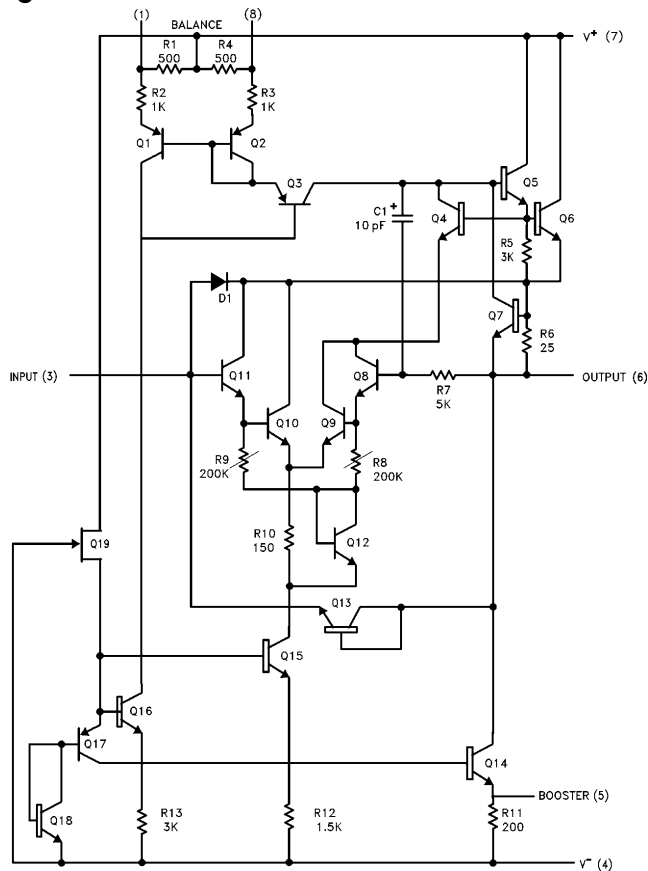 (1)
(8)
BALANCE
V+ (7)
R1
500
R4
500
R2
1K
R3
1K
Q1
Q2
Q3
Q5
C1
+
10 pF
Q4
Q6
R5
3K
D1
Q7
R6
25
INPUT (3)
Q11
Q8
OUTPUT (6)
R7
5K
Q10
Q9
R9
200K
R8
200K
R10
150
Q12
Q19
Q13
Q15
Q16
Q17
Q14
BOOSTER (5)
Q18
R13
3K
R12
1.5K
R11
200
V− (4)